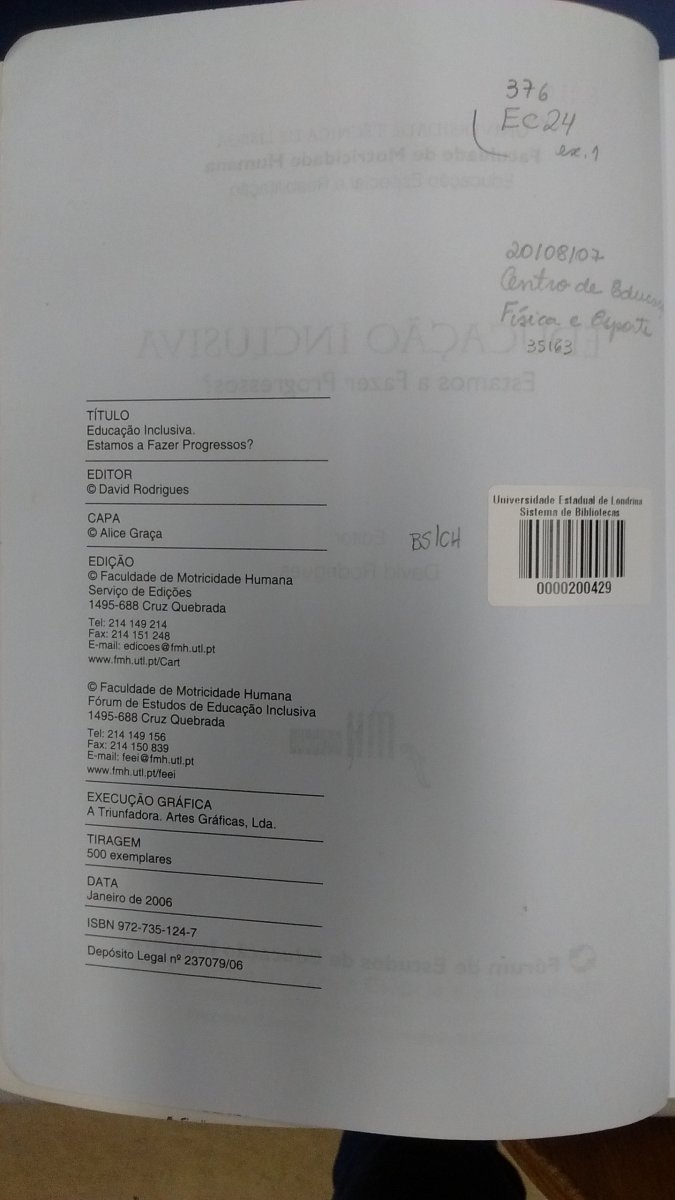 376
Ec24
ex.1
20/08/07
Centro de Educ
Física e Esporte
35163
TÍTULO
Educação Inclusiva.
Estamos a Fazer Progressos?
EDITOR
© David Rodrigues
CAPA
© Alice Graça
BS/CH
Universidade Estadual de Londrina
Sistema de Bibliotecas
0000200429
EDIÇÃO
© Faculdade de Motricidade Humana
Serviço de Edições
1495-688 Cruz Quebrada
Tel: 214 149 214
Fax: 214 151 248
E-mail: edicoes@fmh.utl.pt
www.fmh.utl.pt/Cart
© Faculdade de Motricidade Humana
Fórum de Estudos de Educação Inclusiva
1495-688 Cruz Quebrada
Tel: 214 149 156
Fax: 214 150 839
E-mail: feei@fmh.utl.pt
www.fmh.utl.pt/feei
EXECUÇÃO GRÁFICA
A Triunfadora. Artes Gráficas, Lda.
TIRAGEM
500 exemplares
DATA
Janeiro de 2006
ISBN 972-735-124-7
Depósito Legal nº 237079/06